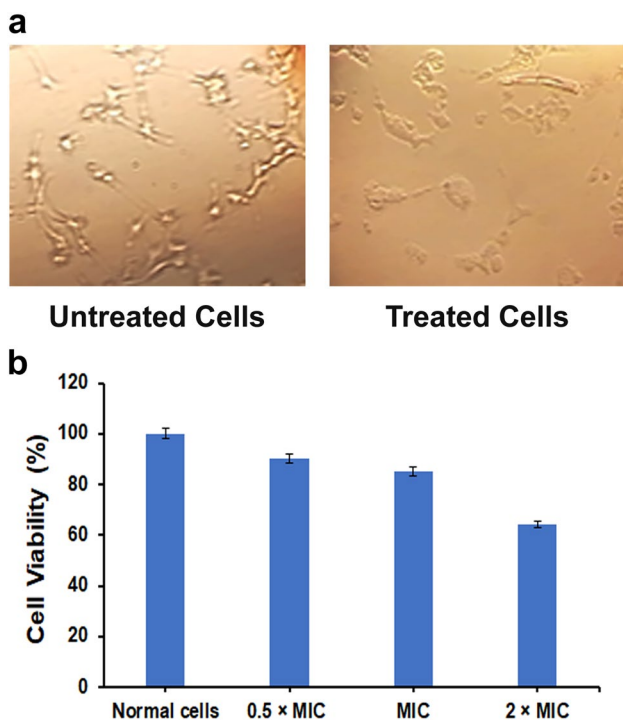 a
Untreated Cells Treated Cells
b
Cell Viability (%)
120
100
80
60
40
20
0
Normal cells 0.5 × MIC MIC 2 × MIC